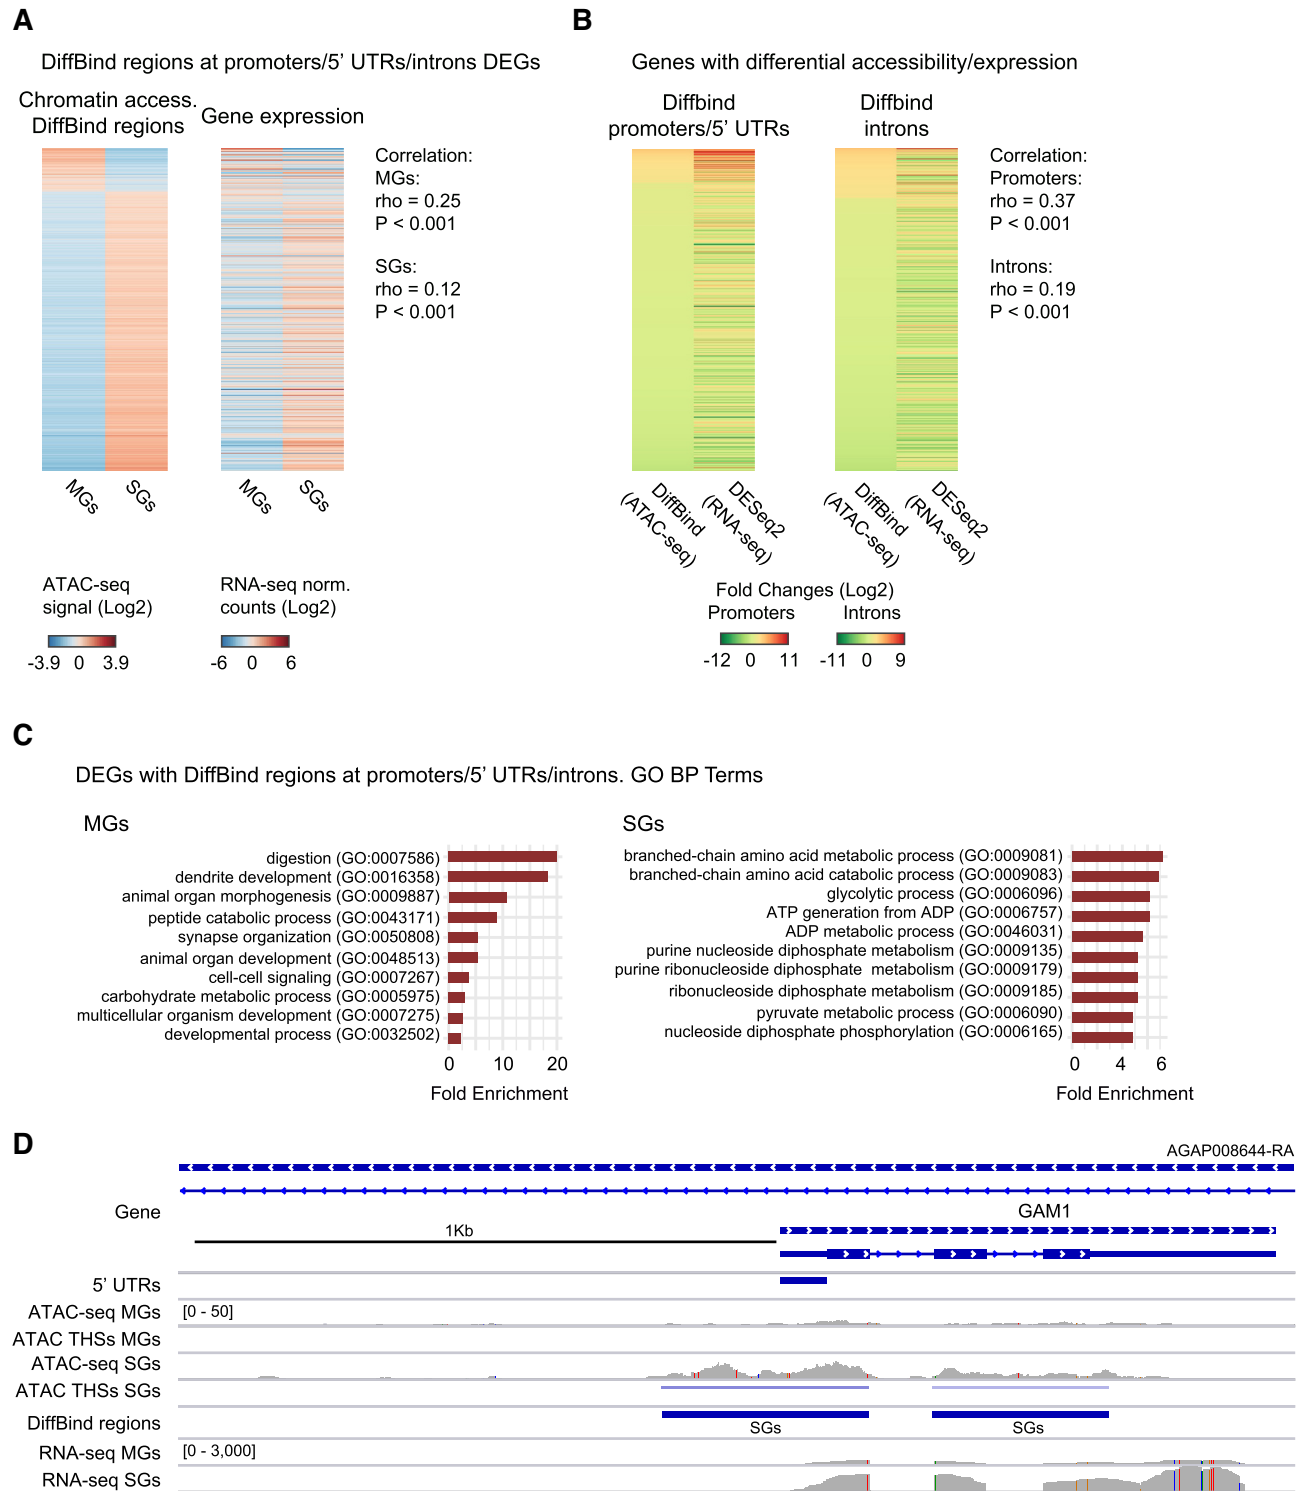 A
DiffBind regions at promoters/5’ UTRs/introns DEGs
Chromatin access.
DiffBind regions
Gene expression
Correlation:
MGs:
rho = 0.25
P < 0.001
SGs:
rho = 0.12
P < 0.001
MGs
SGs
MGs
SGs
ATAC-seq
signal (Log2)
-3.9 0 3.9
RNA-seq norm.
counts (Log2)
-6 0 6
B
Genes with differential accessibility/expression
Diffbind
promoters/5’ UTRs
Diffbind
introns
Correlation:
Promoters:
rho = 0.37
P < 0.001
Introns:
rho = 0.19
P < 0.001
DiffBind
(ATAC-seq)
DESeq2
(RNA-seq)
DiffBind
(ATAC-seq)
DESeq2
(RNA-seq)
Fold Changes (Log2)
Promoters
Introns
-12 0 11
-11 0 9
C
DEGs with DiffBind regions at promoters/5’ UTRs/introns. GO BP Terms
MGs
digestion (GO:0007586)
dendrite development (GO:0016358)
animal organ morphogenesis (GO:0009887)
peptide catabolic process (GO:0043171)
synapse organization (GO:0050808)
animal organ development (GO:0048513)
cell-cell signaling (GO:0007267)
carbohydrate metabolic process (GO:0005975)
multicellular organism development (GO:0007275)
developmental process (GO:0032502)
0 10 20
Fold Enrichment
SGs
branched-chain amino acid metabolic process (GO:0009081)
branched-chain amino acid catabolic process (GO:0009083)
glycolytic process (GO:0006096)
ATP generation from ADP (GO:0006757)
ADP metabolic process (GO:0046031)
purine nucleoside diphosphate metabolism (GO:0009135)
purine ribonucleoside diphosphate metabolism (GO:0009179)
ribonucleoside diphosphate metabolism (GO:0009185)
pyruvate metabolic process (GO:0006090)
nucleoside diphosphate phosphorylation (GO:0006165)
0 4 6
Fold Enrichment
D
AGAP008644-RA
Gene
GAM1
1Kb
5’ UTRs
ATAC-seq MGs [0 - 50]
ATAC THSs MGs
ATAC-seq SGs
ATAC THSs SGs
DiffBind regions
SGs SGs
RNA-seq MGs [0 - 3,000]
RNA-seq SGs